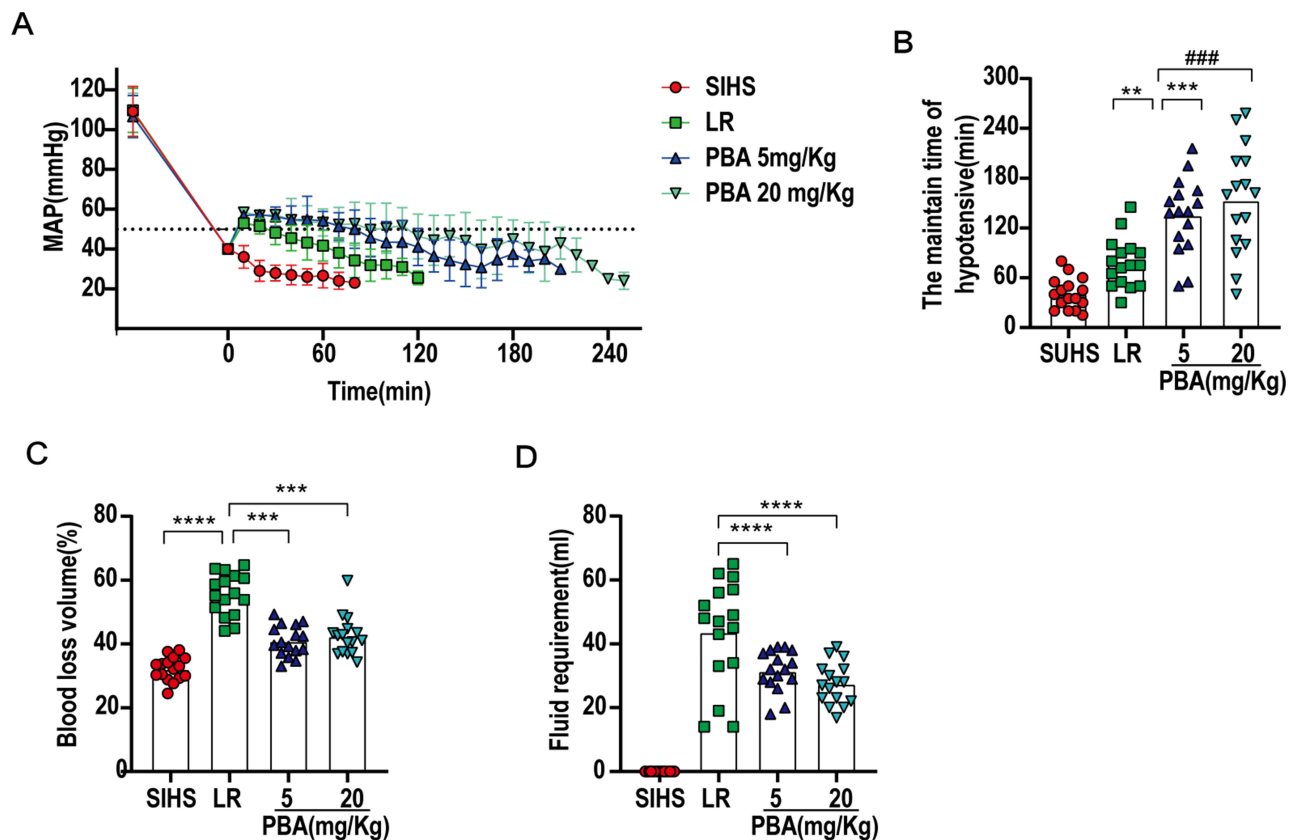 A
MAP(mmHg)
120
100
80
60
40
20
0 60 120 180 240
Time(min)
SIHS
LR
PBA 5mg/Kg
PBA 20 mg/Kg
B
The maintain time of
hypotensive(min)
300
240
180
120
60
0
###
** ***
SUHS LR 5 20
PBA(mg/Kg)
C
Blood loss volume(%)
80
60
40
20
0
***
**** ***
SIHS LR 5 20
PBA(mg/Kg)
D
Fluid requirement(ml)
80
60
40
20
0
****
****
SIHS LR 5 20
PBA(mg/Kg)